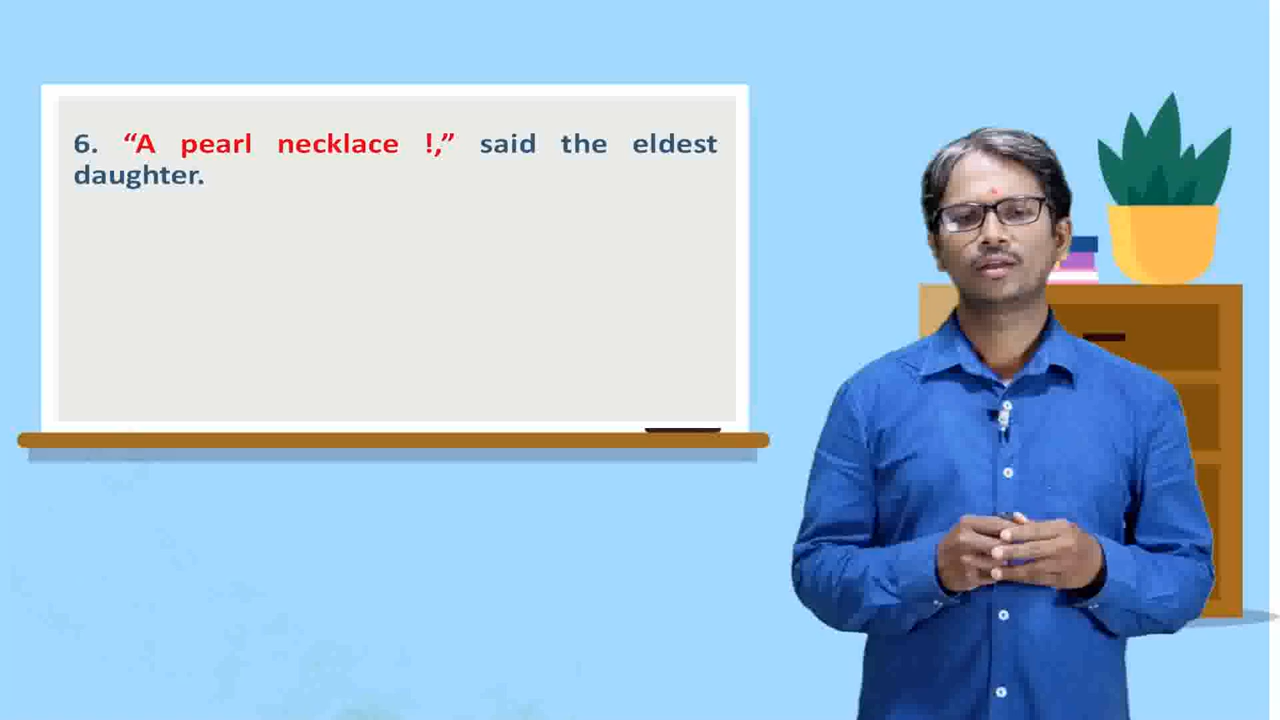 6. “A pearl necklace !,” said the eldest
daughter.